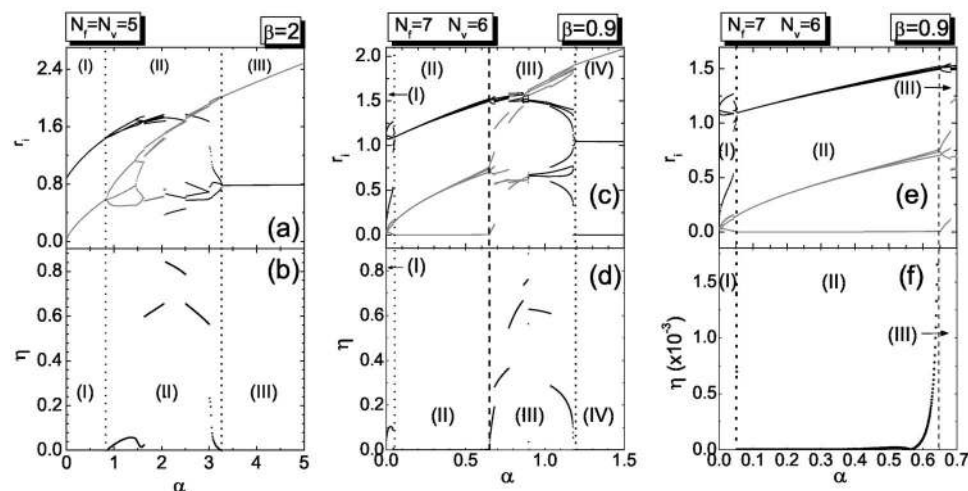 N_f=N_v=5 β=2
(I) (II) (III)
2.4
1.6
0.8
0.0
r_i
(a)
0.8
0.6
0.4
0.2
0.0
η
(b)
(I) (II) (III)
0 1 2 3 4 5
α
N_f=7 N_v=6 β=0.9
(II) (III) (IV)
(I)
2.0
1.5
1.0
0.5
0.0
r_i
(c)
(I)
(d)
0.8
0.6
0.4
0.2
0.0
η
(II) (III) (IV)
0.0 0.5 1.0 1.5
α
N_f=7 N_v=6 β=0.9
(III)
1.5
1.0
0.5
0.0
r_i
(I) (II)
(e)
(I) (II) (f)
(III)
1.5
1.0
0.5
0.0
η (x10^-3)
0.0 0.1 0.2 0.3 0.4 0.5 0.6 0.7
α